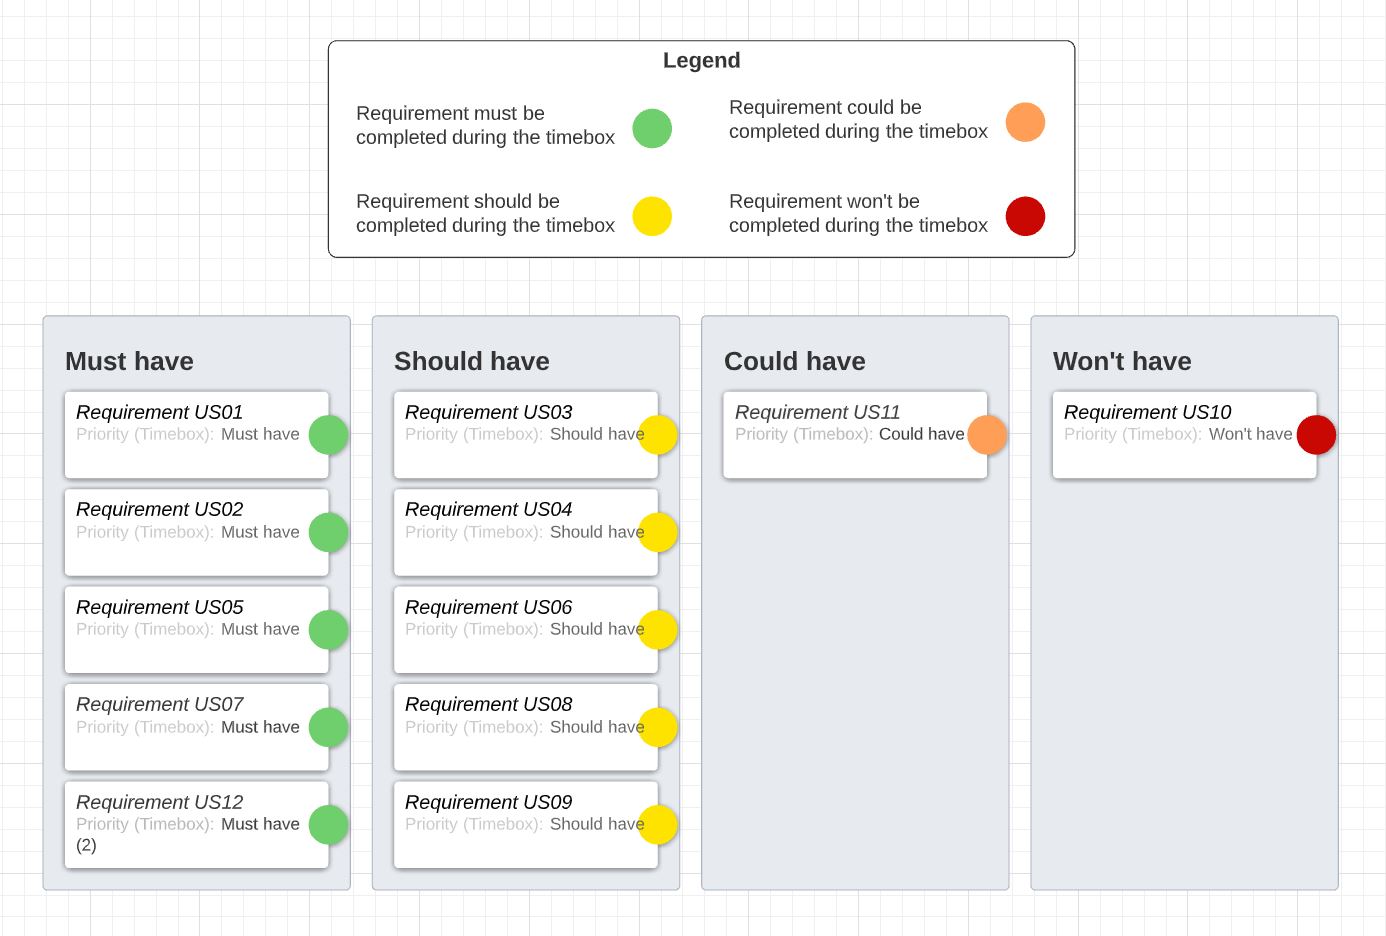 Legend
Requirement must be
completed during the timebox
Requirement could be
completed during the timebox
Requirement should be
completed during the timebox
Requirement won't be
completed during the timebox
Must have
Requirement US01
Priority (Timebox): Must have
Requirement US02
Priority (Timebox): Must have
Requirement US05
Priority (Timebox): Must have
Requirement US07
Priority (Timebox): Must have
Requirement US12
Priority (Timebox): Must have
(2)
Should have
Requirement US03
Priority (Timebox): Should have
Requirement US04
Priority (Timebox): Should have
Requirement US06
Priority (Timebox): Should have
Requirement US08
Priority (Timebox): Should have
Requirement US09
Priority (Timebox): Should have
Could have
Requirement US11
Priority (Timebox): Could have
Won't have
Requirement US10
Priority (Timebox): Won't have